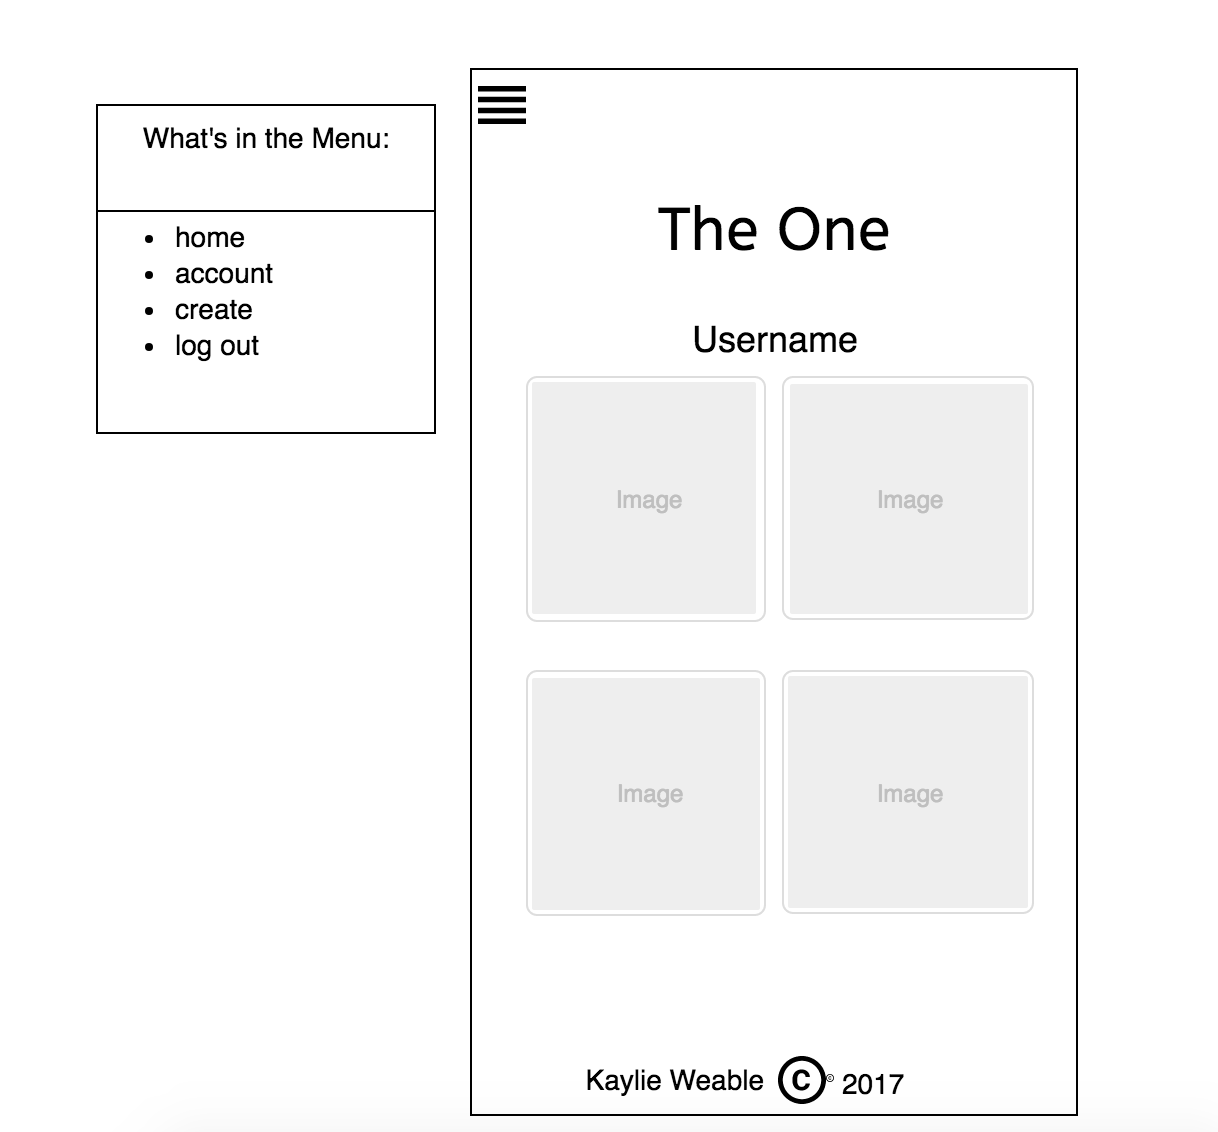 What's in the Menu:
• home
• account
• create
• log out
The One
Username
Image Image
Image Image
Kaylie Weable © © 2017